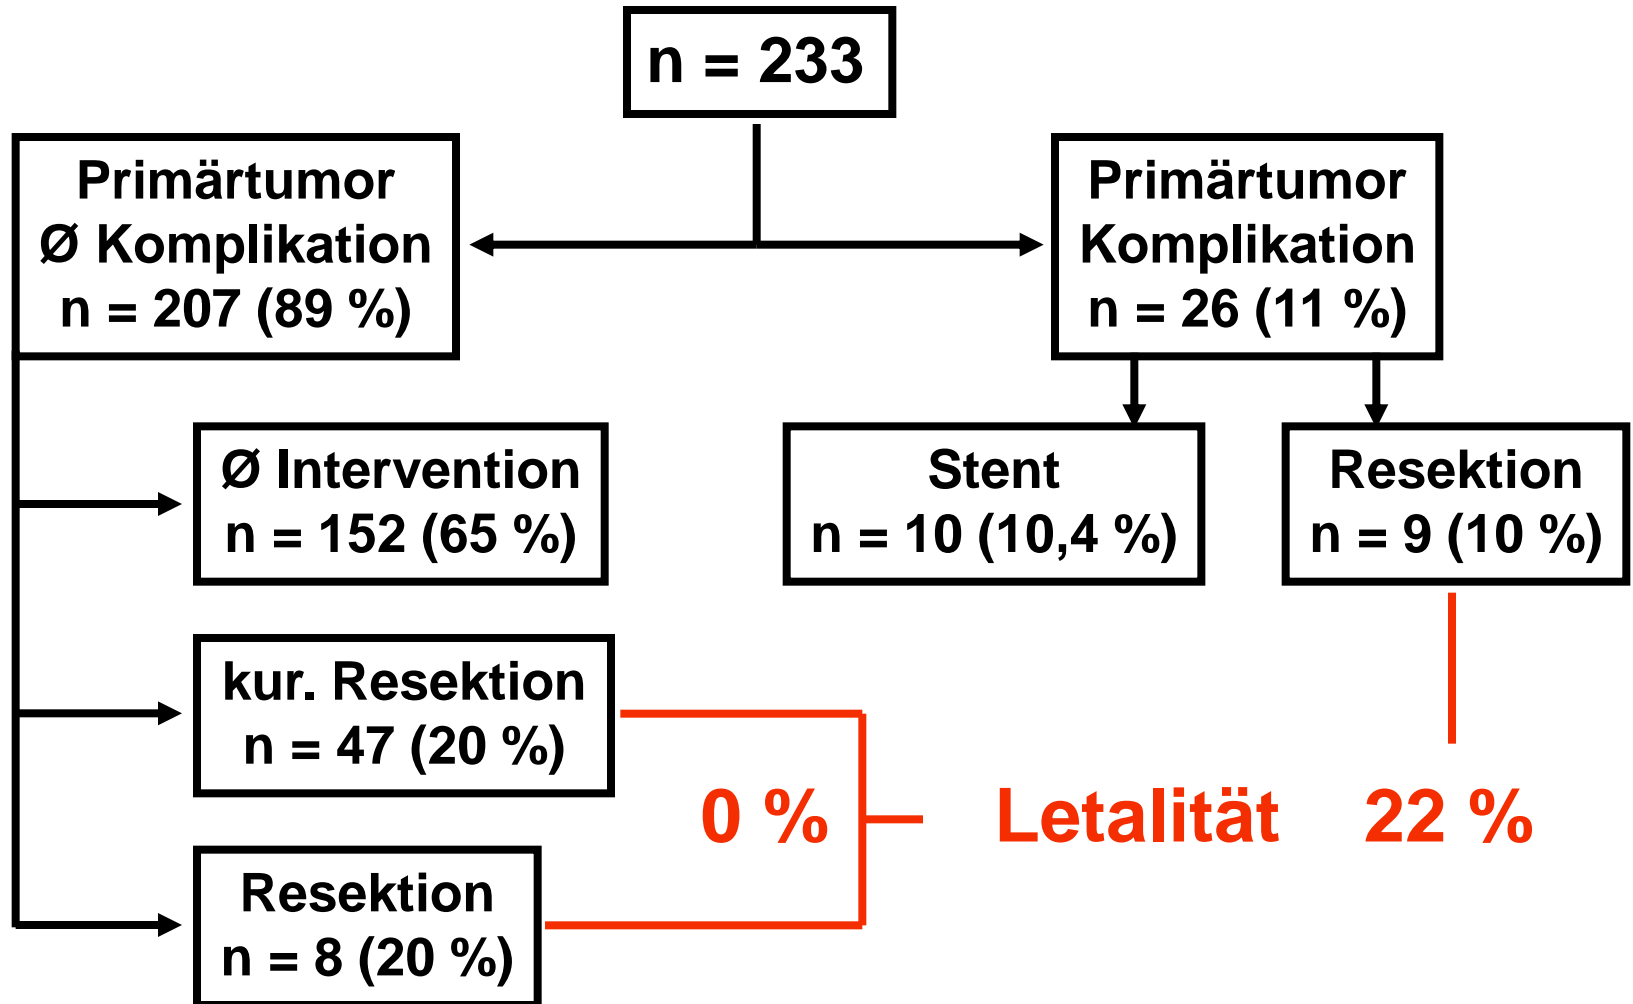 n = 233
Primärtumor
Ø Komplikation
n = 207 (89 %)
Primärtumor
Komplikation
n = 26 (11 %)
Ø Intervention
n = 152 (65 %)
Stent
n = 10 (10,4 %)
Resektion
n = 9 (10 %)
kur. Resektion
n = 47 (20 %)
0 %
Letalität
22 %
Resektion
n = 8 (20 %)